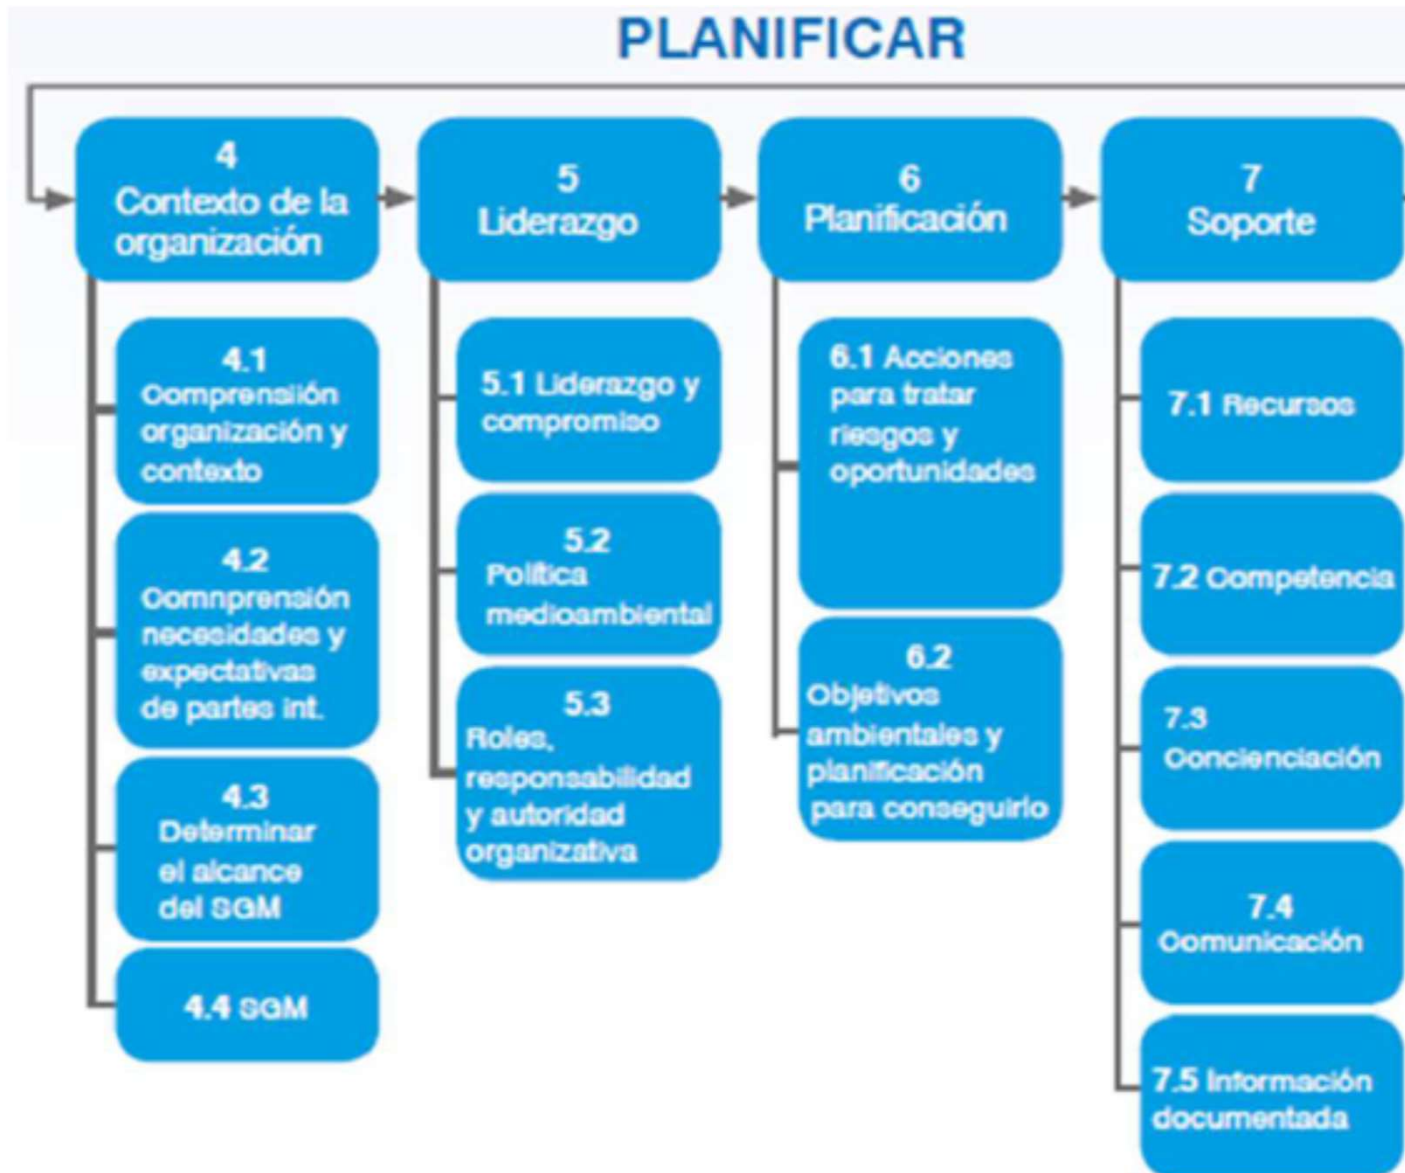 PLANIFICAR
4
Contexto de la
organización
4.1
Comprensiión
organización y
contexto
4.2
Comnprensión
necesidades y
expectativas
de partes int.
4.3
Determinar
el alcance
del SGM
4.4 SGM
5
Liderazgo
5.1 Liderazgo y
compromiso
5.2
Política
medioambiental
5.3
Roles,
responsabilidad
y autoridad
organizativa
6
Planificación
6.1 Acciones
para tratar
riesgos y
oportunidades
6.2
Objetivos
ambientales y
planificación
para conseguirlo
7
Soporte
7.1 Recursos
7.2 Competencia
7.3
Concienciación
7.4
Comunicación
7.5 Información
documentada